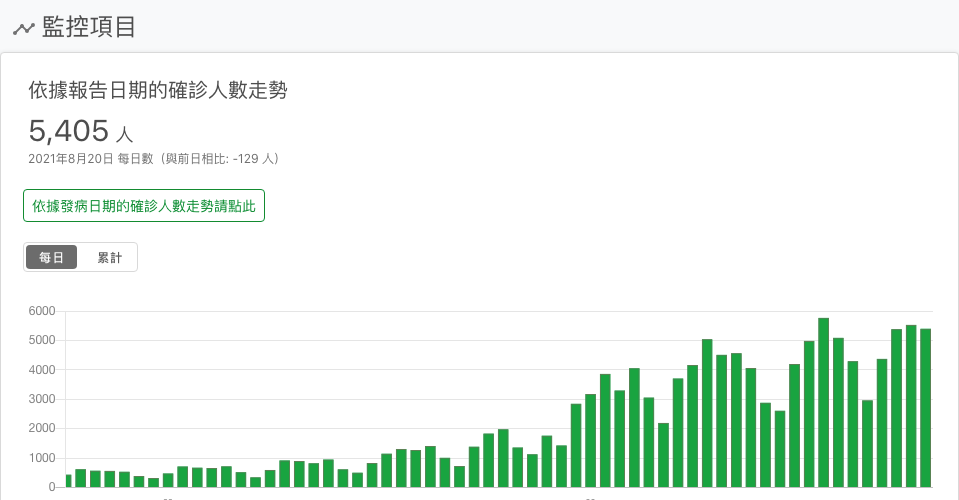 監控項目
依據報告日期的確診人數走勢
5,405 人
2021年8月20日 每日數（與前日相比: -129 人）
依據發病日期的確診人數走勢請點此
每日 累計
6000
5000
4000
3000
2000
1000
0